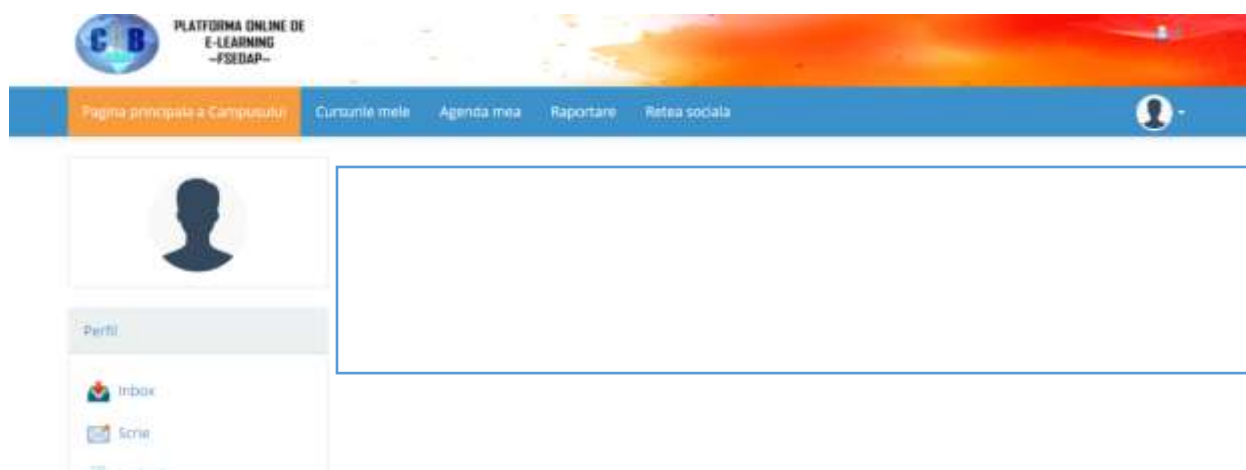 C B
PLATFORMA ONLINE DE
E-LEARNING
-FSEDAP-
Pagina principala a Campusului
Cursurile mele
Agenda mea
Raportare
Retea sociala
Perfil
Inbox
Scrie